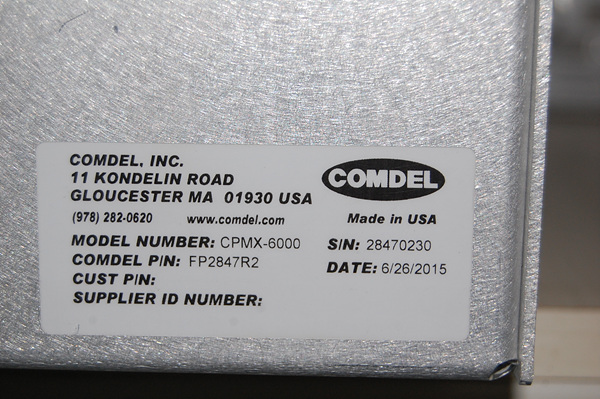 COMDEL, INC.
11 KONDELIN ROAD
GLOUCESTER MA 01930 USA
(978) 282-0620 www.comdel.com
COMDEL
Made in USA
MODEL NUMBER: CPMX-6000 S/N: 28470230
COMDEL P/N: FP2847R2 DATE: 6/26/2015
CUST P/N:
SUPPLIER ID NUMBER: